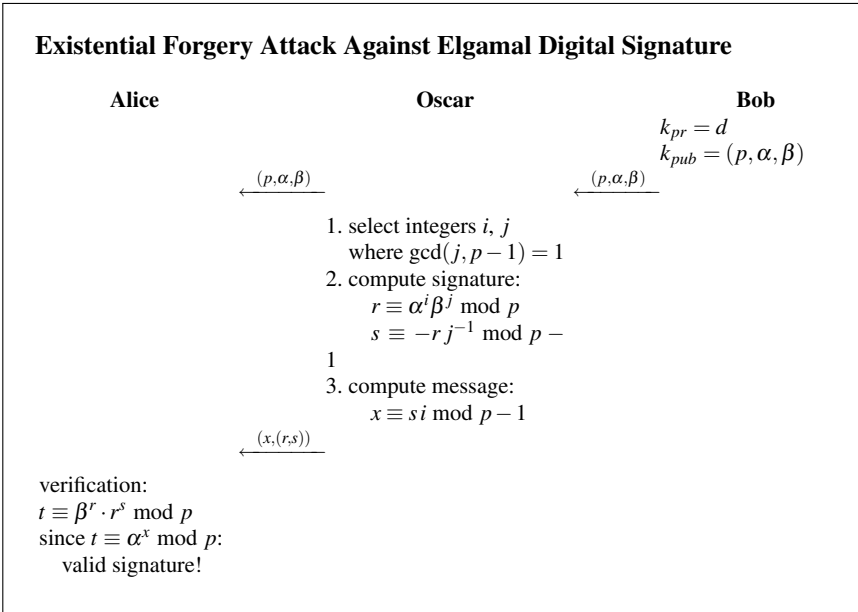 Existential Forgery Attack Against Elgamal Digital Signature
Alice Oscar Bob
k_pr = d
k_pub = (p, α, β)
(p,α,β) (p,α,β)
1. select integers i, j
where gcd(j, p − 1) = 1
2. compute signature:
r ≡ α^i β^j mod p
s ≡ −r j^−1 mod p −
1
3. compute message:
x ≡ s i mod p − 1
(x,(r,s))
verification:
t ≡ β^r · r^s mod p
since t ≡ α^x mod p:
valid signature!